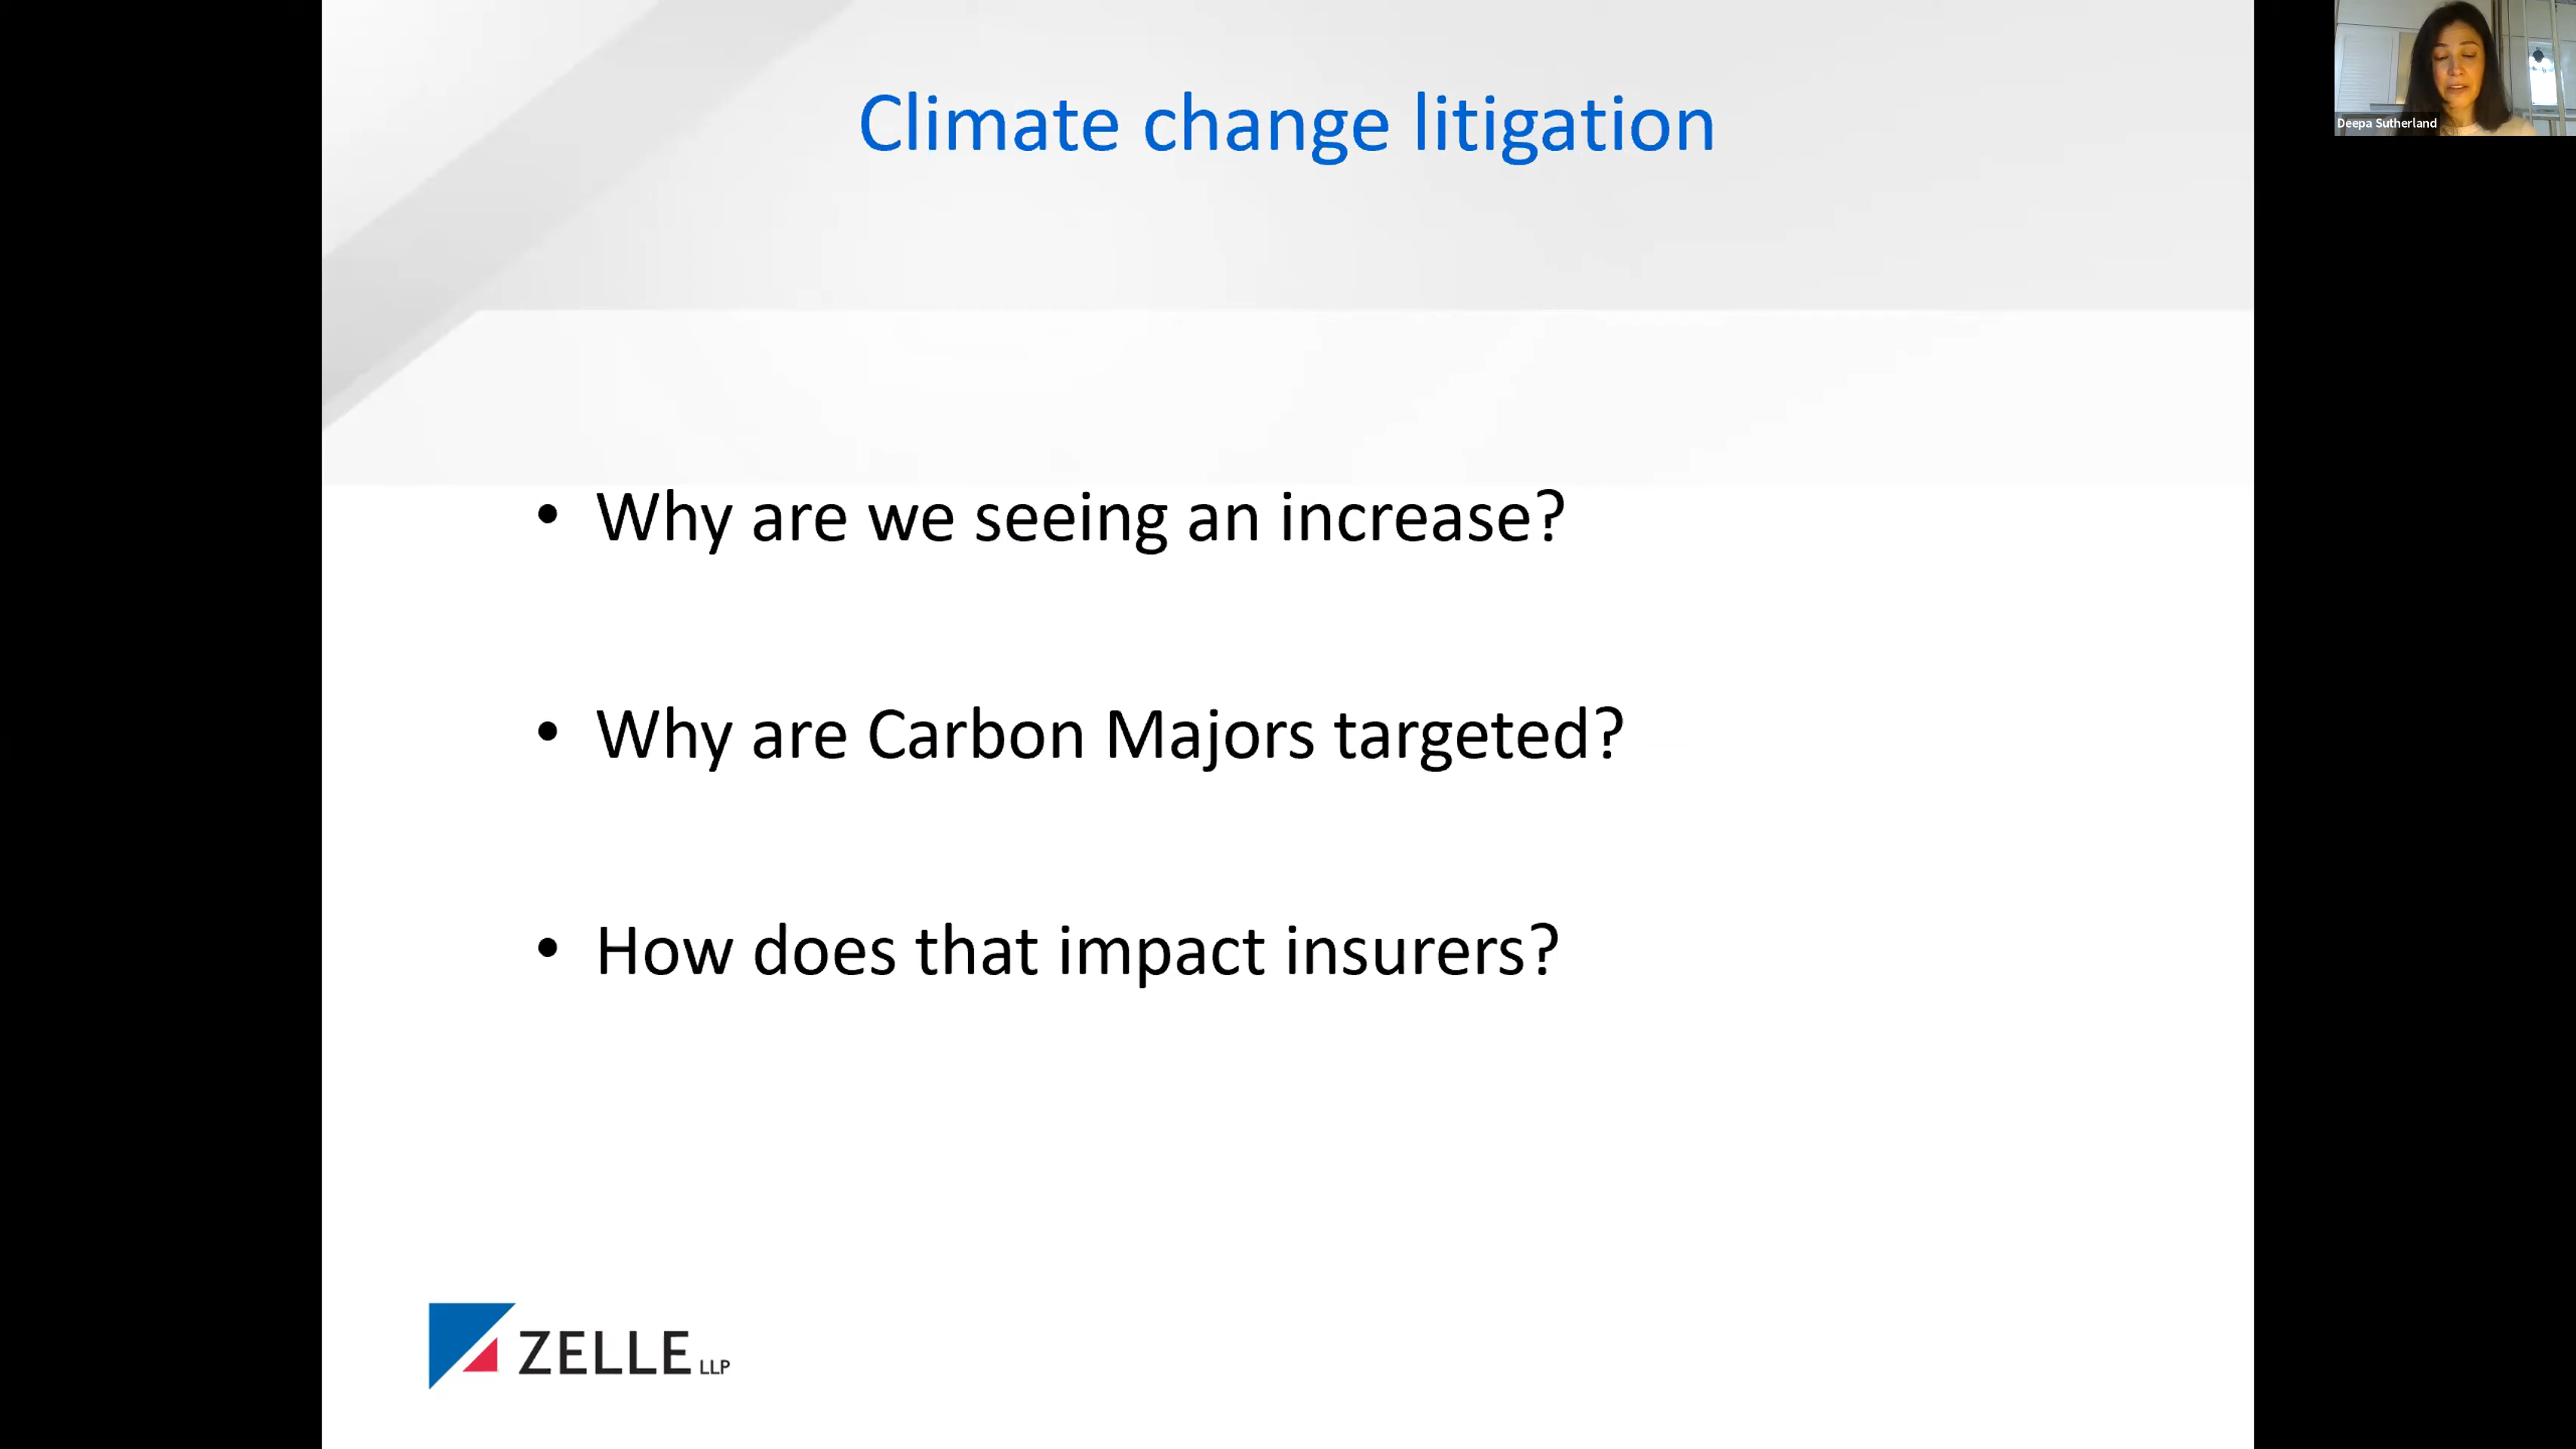 Climate change litigation
Deepa Sutherland
• Why are we seeing an increase?
• Why are Carbon Majors targeted?
• How does that impact insurers?
ZELLE LLP